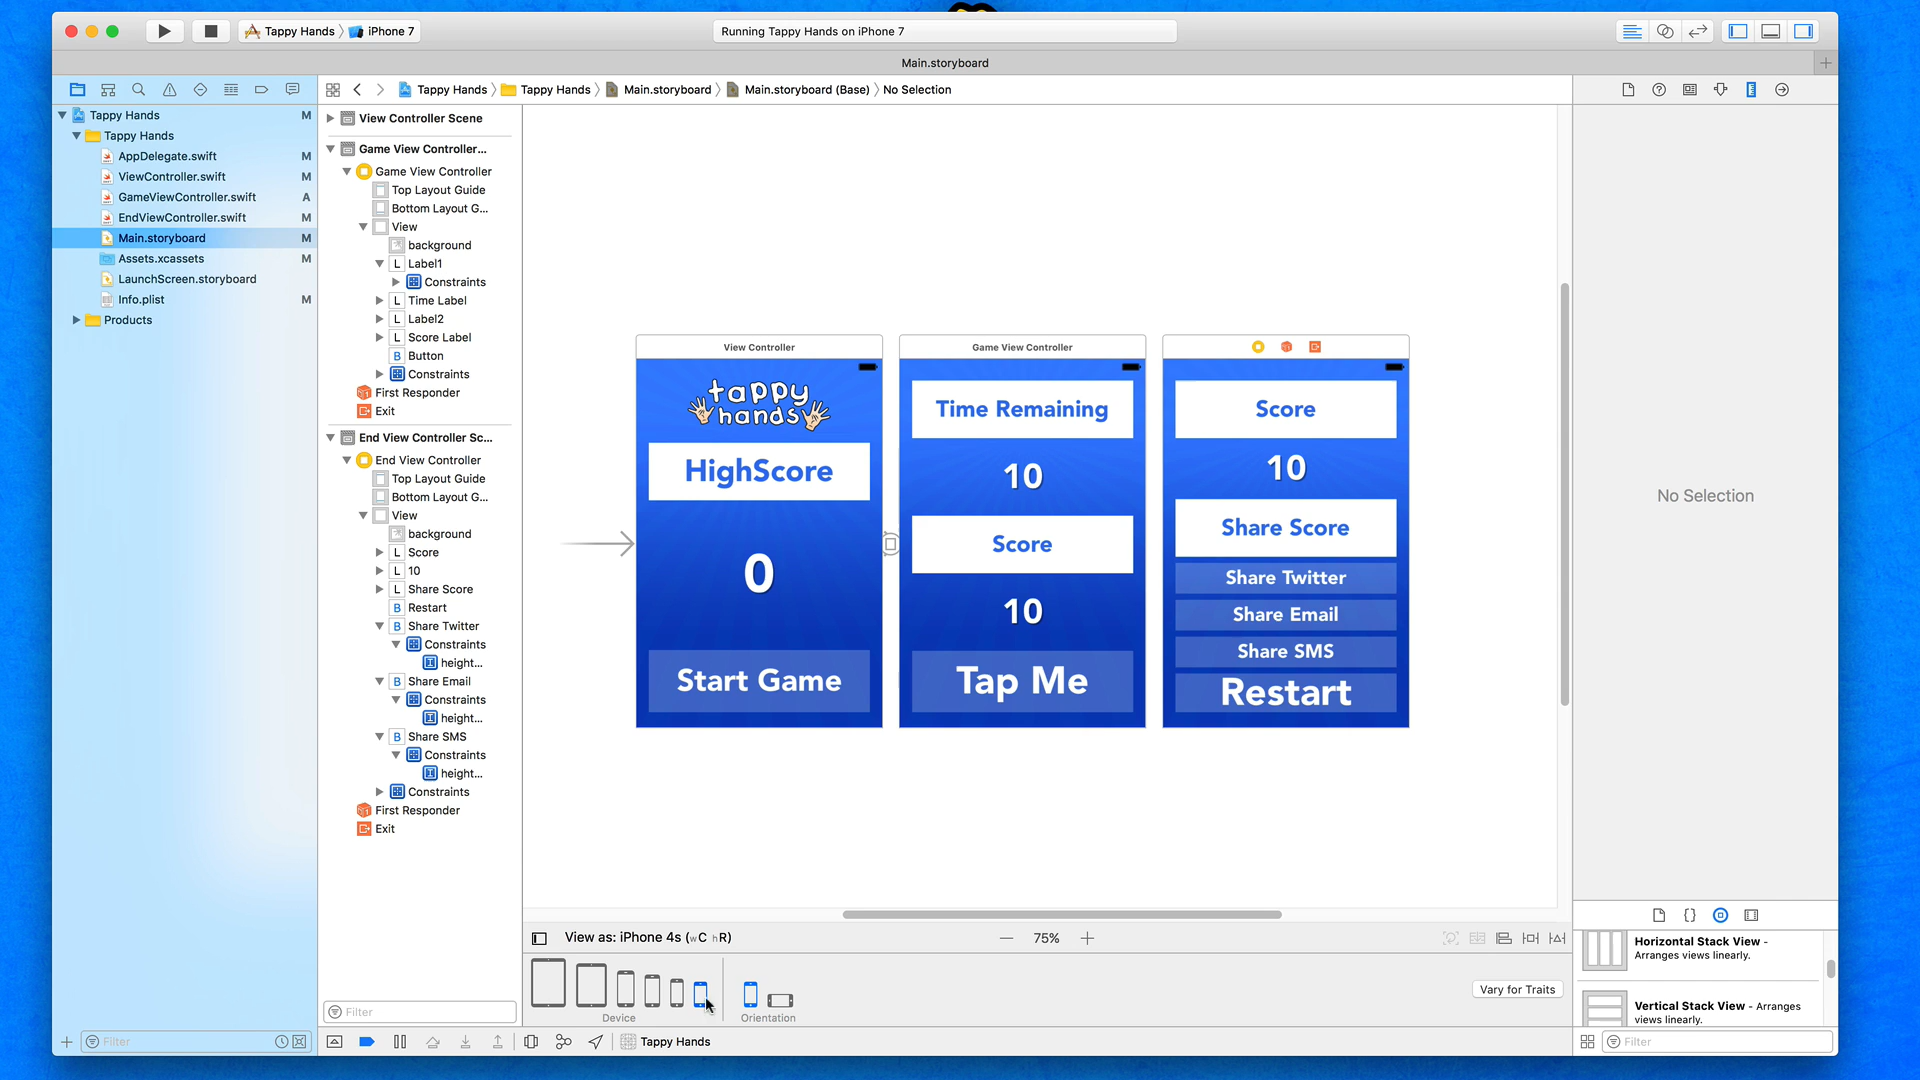 Tappy Hands
iPhone 7
Running Tappy Hands on iPhone 7
Main.storyboard
Tappy Hands
Tappy Hands
Main.storyboard
Main.storyboard (Base)
No Selection
Tappy Hands M
Tappy Hands
AppDelegate.swift M
ViewController.swift M
GameViewController.swift A
EndViewController.swift M
Main.storyboard M
Assets.xcassets M
LaunchScreen.storyboard
Info.plist M
Products
Filter
View Controller Scene
Game View Controller...
Game View Controller
Top Layout Guide
Bottom Layout G...
View
background
L Label1
Constraints
L Time Label
L Label2
L Score Label
B Button
Constraints
First Responder
Exit
End View Controller Sc...
End View Controller
Top Layout Guide
Bottom Layout G...
View
background
L Score
L 10
L Share Score
B Restart
B Share Twitter
Constraints
height...
B Share Email
Constraints
height...
B Share SMS
Constraints
height...
Constraints
First Responder
Exit
Filter
View Controller
tappy
hands
HighScore
0
Start Game
Game View Controller
Time Remaining
10
Score
10
Tap Me
Score
10
Share Score
Share Twitter
Share Email
Share SMS
Restart
View as: iPhone 4s (wC hR)
75%
Device
Orientation
Vary for Traits
Tappy Hands
No Selection
Horizontal Stack View -
Arranges views linearly.
Vertical Stack View - Arranges
views linearly.
Filter